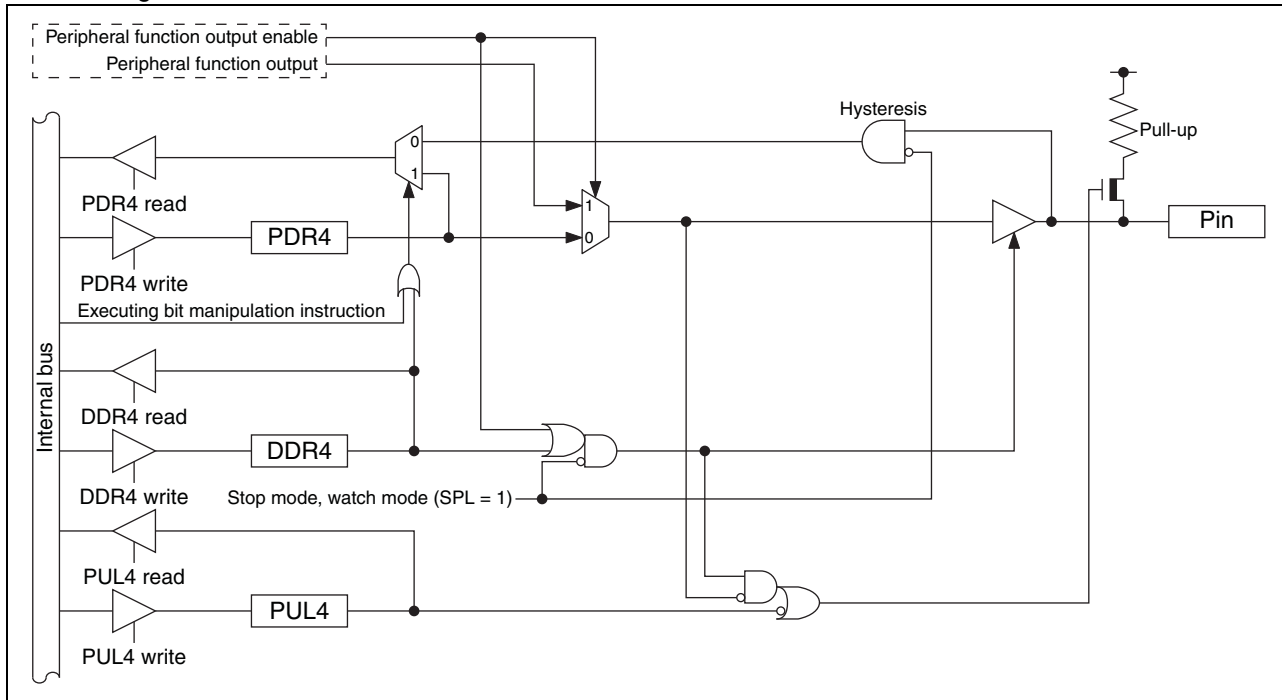 Peripheral function output enable
Peripheral function output
Hysteresis
Pull-up
0
1
PDR4 read
1
PDR4
0
Pin
PDR4 write
Executing bit manipulation instruction
Internal bus
DDR4 read
DDR4
DDR4 write
Stop mode, watch mode (SPL = 1)
PUL4 read
PUL4
PUL4 write